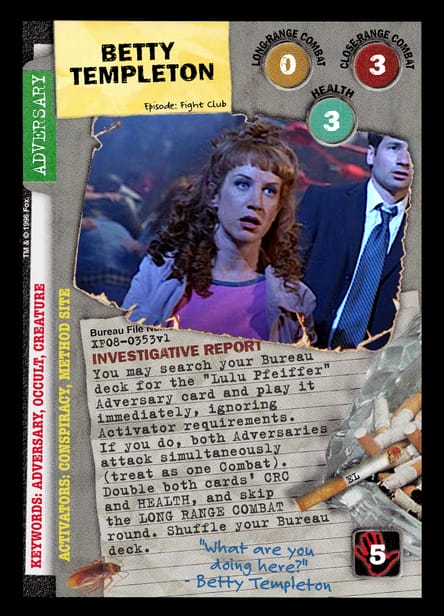 BETTY
TEMPLETON
Episode: Fight Club
LONG-RANGE COMBAT
0
CLOSE-RANGE COMBAT
3
HEALTH
3
ADVERSARY
TM & © 1996 Fox.
KEYWORDS: ADVERSARY, OCCULT, CREATURE
ACTIVATORS: CONSPIRACY, METHOD SITE
Bureau File
XF08-0353v1
INVESTIGATIVE REPORT
You may search your Bureau
deck for the "Lulu Pfeiffer"
Adversary card and play it
immediately, ignoring
Activator requirements.
If you do, both Adversaries
attack simultaneously
(treat as one Combat).
Double both cards' CRC
and HEALTH, and skip
the LONG RANGE COMBAT
round. Shuffle your Bureau
deck.
"What are you
doing here?"
- Betty Templeton
EL
5